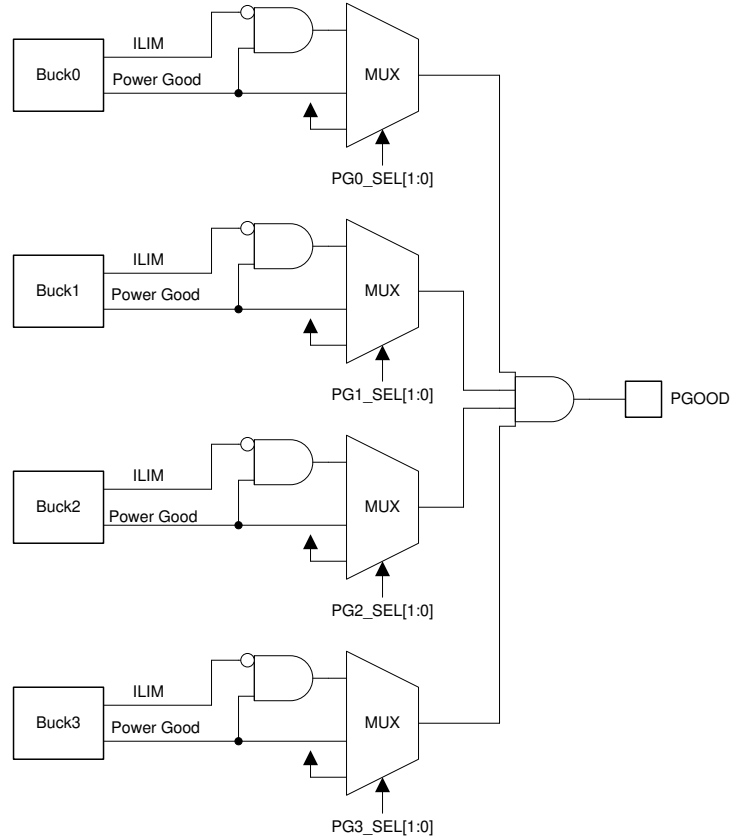 ILIM
Buck0
Power Good
MUX
PG0_SEL[1:0]
ILIM
Buck1
Power Good
MUX
PG1_SEL[1:0]
PGOOD
ILIM
Buck2
Power Good
MUX
PG2_SEL[1:0]
ILIM
Buck3
Power Good
MUX
PG3_SEL[1:0]